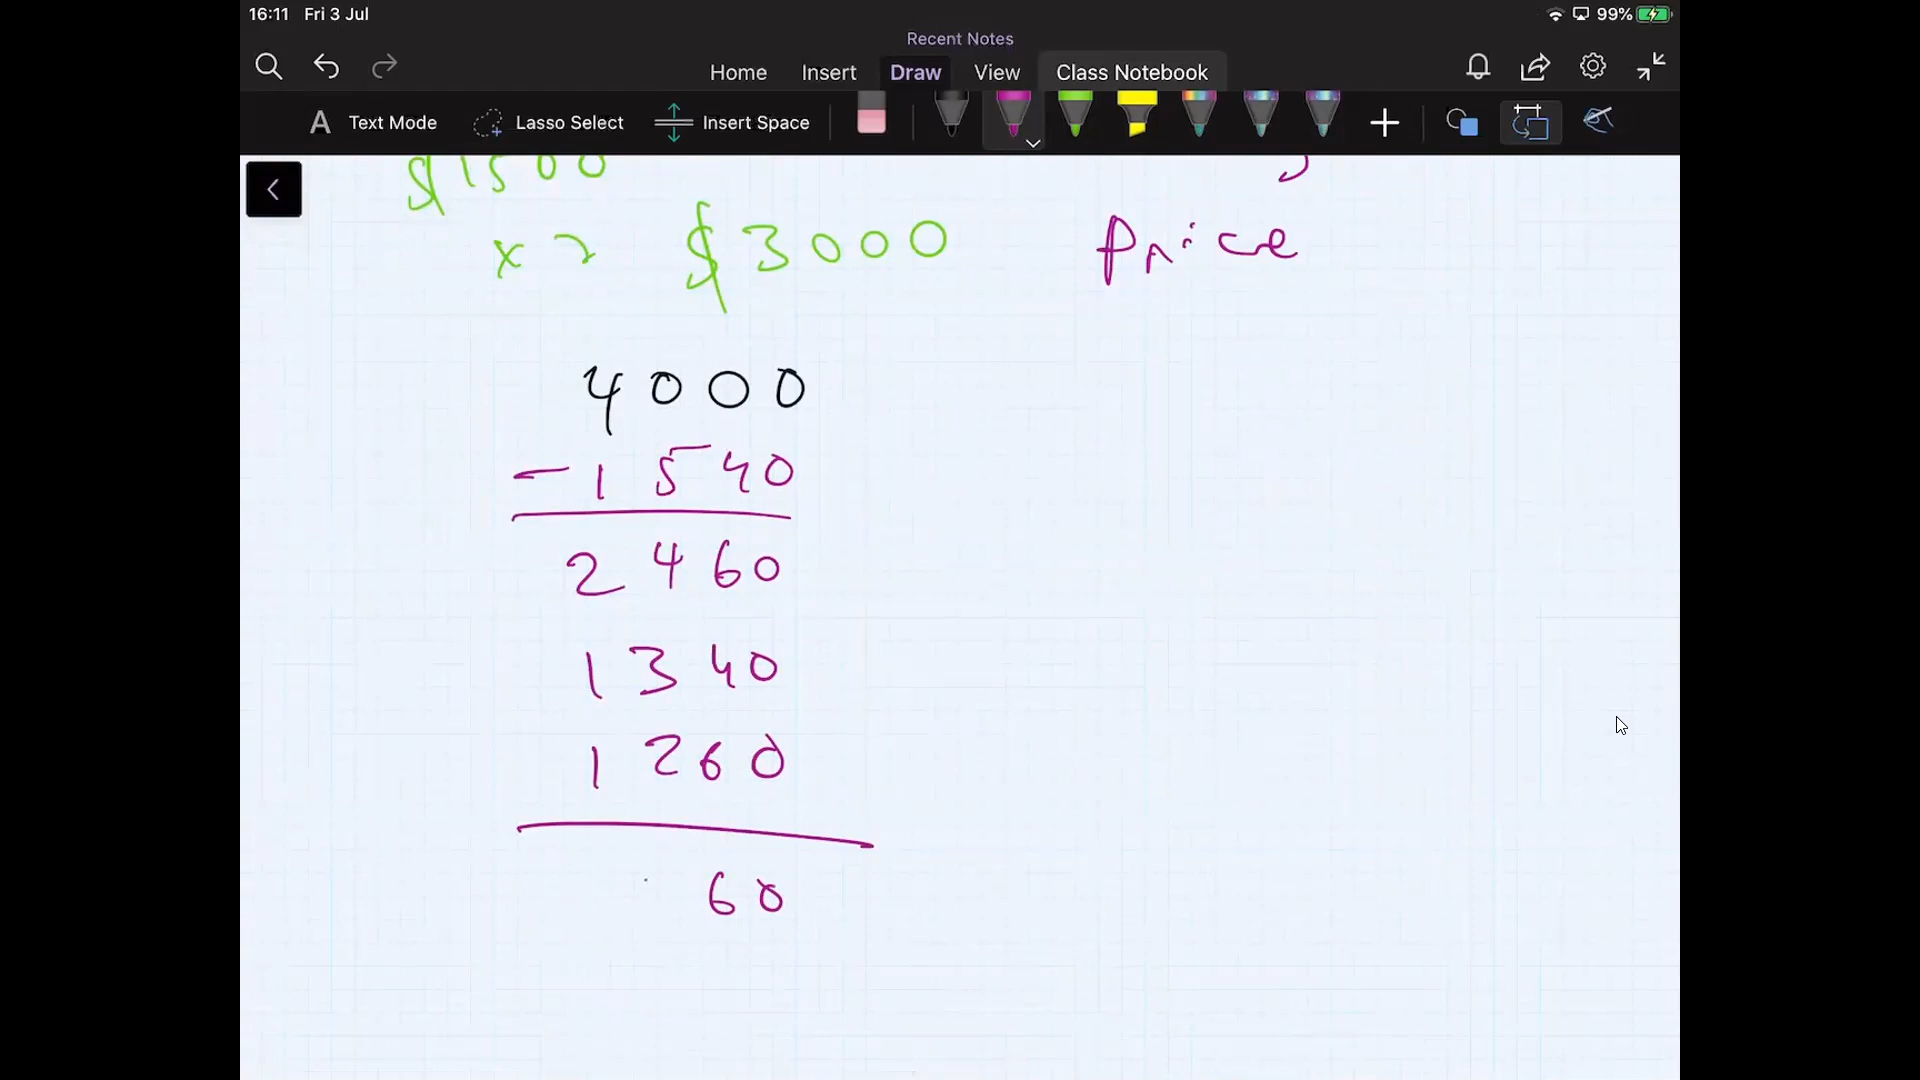 16:11 Fri 3 Jul 99%
Recent Notes
Home Insert Draw View Class Notebook
A Text Mode Lasso Select Insert Space
$1500
x 2 $3000 Price
4000
- 1540
2460
1340
1260
60